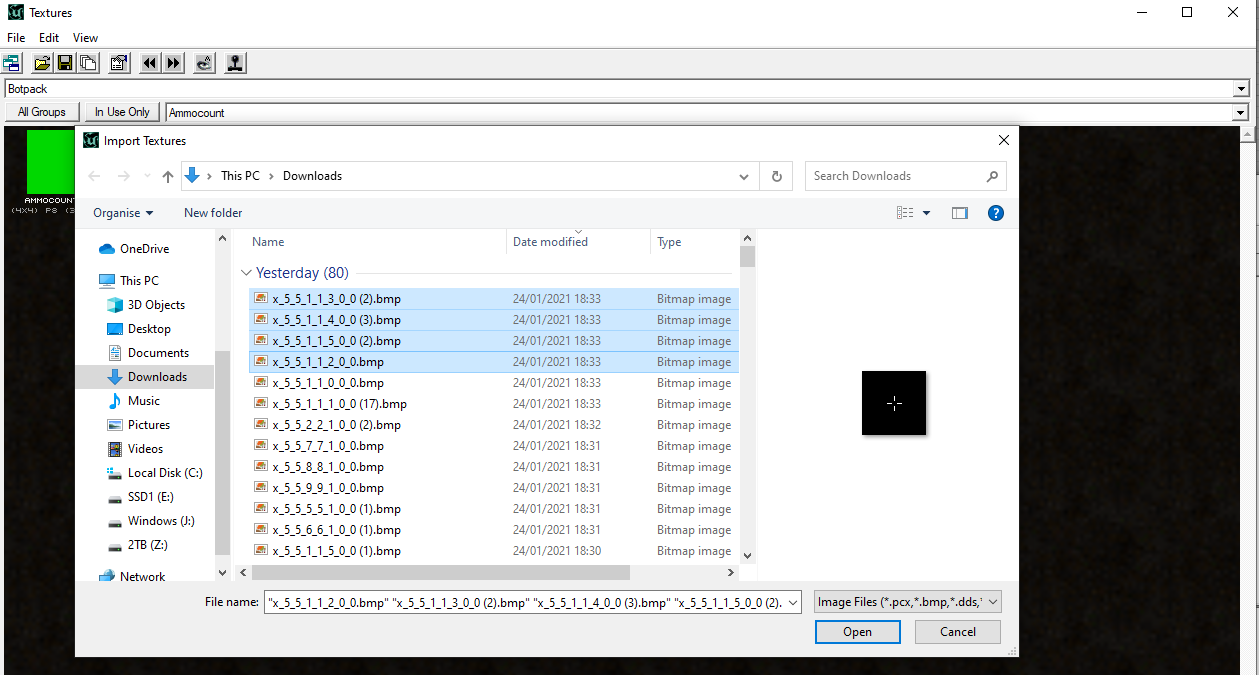 Textures
File Edit View
Botpack
All Groups In Use Only Ammocount
Import Textures
This PC Downloads
Search Downloads
Organise New folder
Name Date modified Type
OneDrive
This PC
3D Objects
Desktop
Documents
Downloads
Music
Pictures
Videos
Local Disk (C:)
SSD1 (E:)
Windows (J:)
2TB (Z:)
Network
Yesterday (80)
x_5_5_1_1_3_0_0 (2).bmp 24/01/2021 18:33 Bitmap image
x_5_5_1_1_4_0_0 (3).bmp 24/01/2021 18:33 Bitmap image
x_5_5_1_1_5_0_0 (2).bmp 24/01/2021 18:33 Bitmap image
x_5_5_1_1_2_0_0.bmp 24/01/2021 18:33 Bitmap image
x_5_5_1_1_0_0_0.bmp 24/01/2021 18:33 Bitmap image
x_5_5_1_1_1_0_0 (17).bmp 24/01/2021 18:33 Bitmap image
x_5_5_2_2_1_0_0 (2).bmp 24/01/2021 18:32 Bitmap image
x_5_5_7_7_1_0_0.bmp 24/01/2021 18:31 Bitmap image
x_5_5_8_8_1_0_0.bmp 24/01/2021 18:31 Bitmap image
x_5_5_9_9_1_0_0.bmp 24/01/2021 18:31 Bitmap image
x_5_5_5_5_1_0_0 (1).bmp 24/01/2021 18:31 Bitmap image
x_5_5_6_6_1_0_0 (1).bmp 24/01/2021 18:31 Bitmap image
x_5_5_1_1_5_0_0 (1).bmp 24/01/2021 18:30 Bitmap image
AMMOCOUNT
(4X4) P8 (3
File name: "x_5_5_1_1_2_0_0.bmp" "x_5_5_1_1_3_0_0 (2).bmp" "x_5_5_1_1_4_0_0 (3).bmp" "x_5_5_1_1_5_0_0 (2). Image Files (*.pcx,*.bmp,*.dds,*
Open Cancel